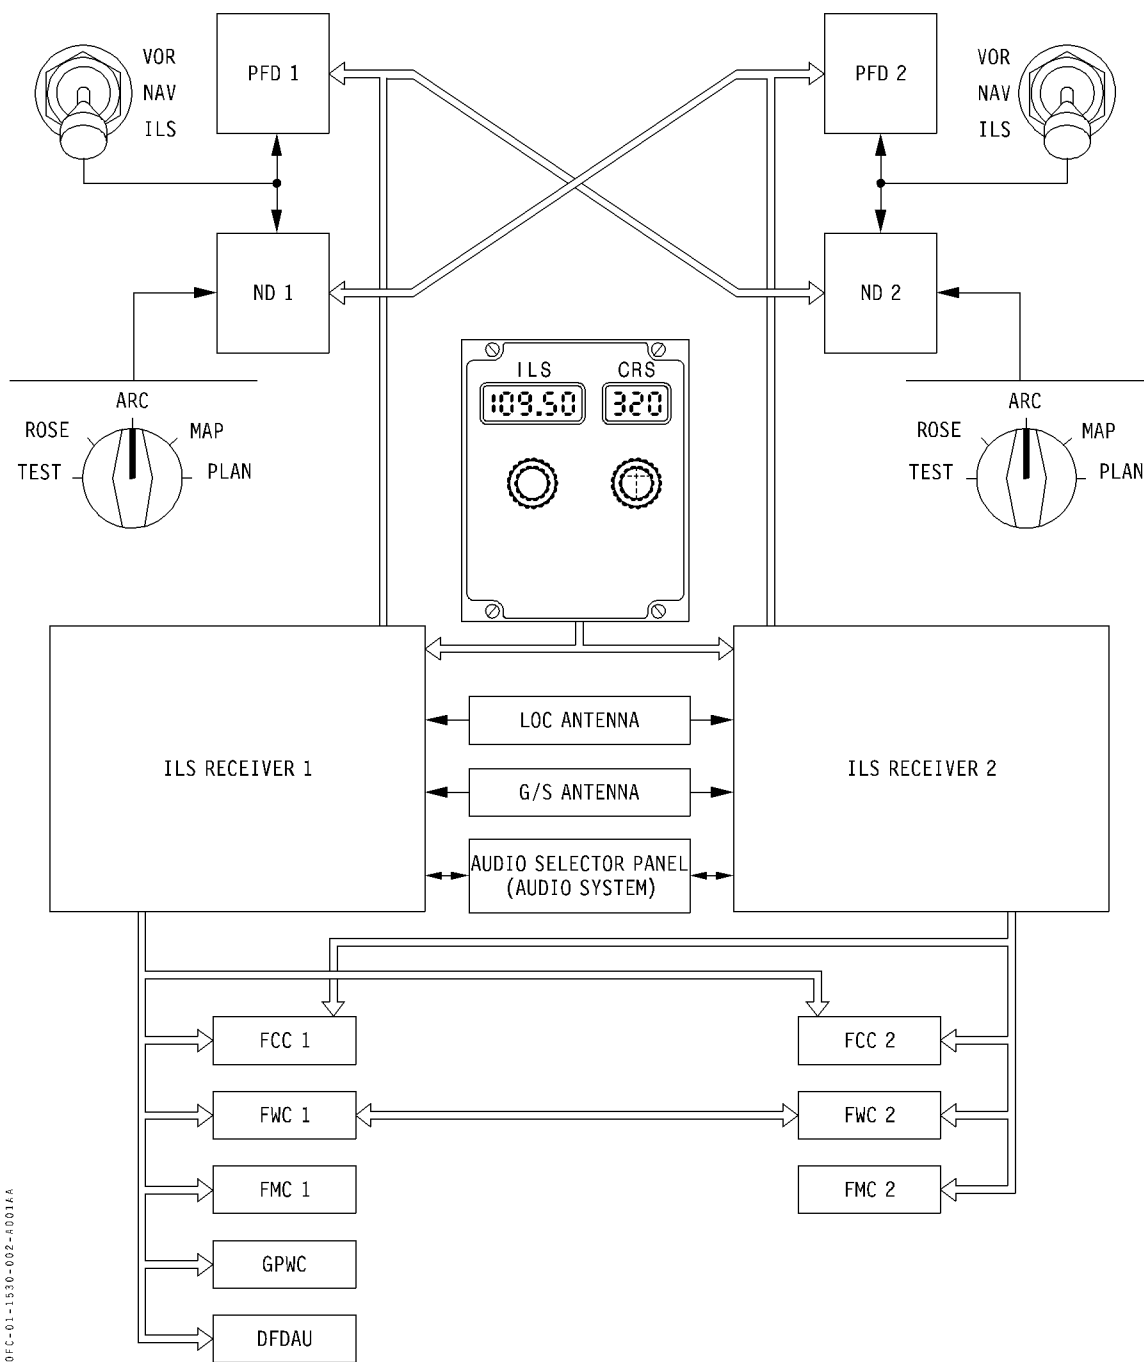 PFD 1
PFD 2
VOR
NAV
ILS
VOR
NAV
ILS
ND 1
ND 2
ILS
CRS
109.50
320
ARC
ROSE
MAP
TEST
PLAN
ARC
ROSE
MAP
TEST
PLAN
ILS RECEIVER 1
LOC ANTENNA
G/S ANTENNA
AUDIO SELECTOR PANEL
(AUDIO SYSTEM)
ILS RECEIVER 2
FCC 1
FCC 2
FWC 1
FWC 2
FMC 1
FMC 2
GPWC
DFDAU
OFC-01-1530-002-A001AA